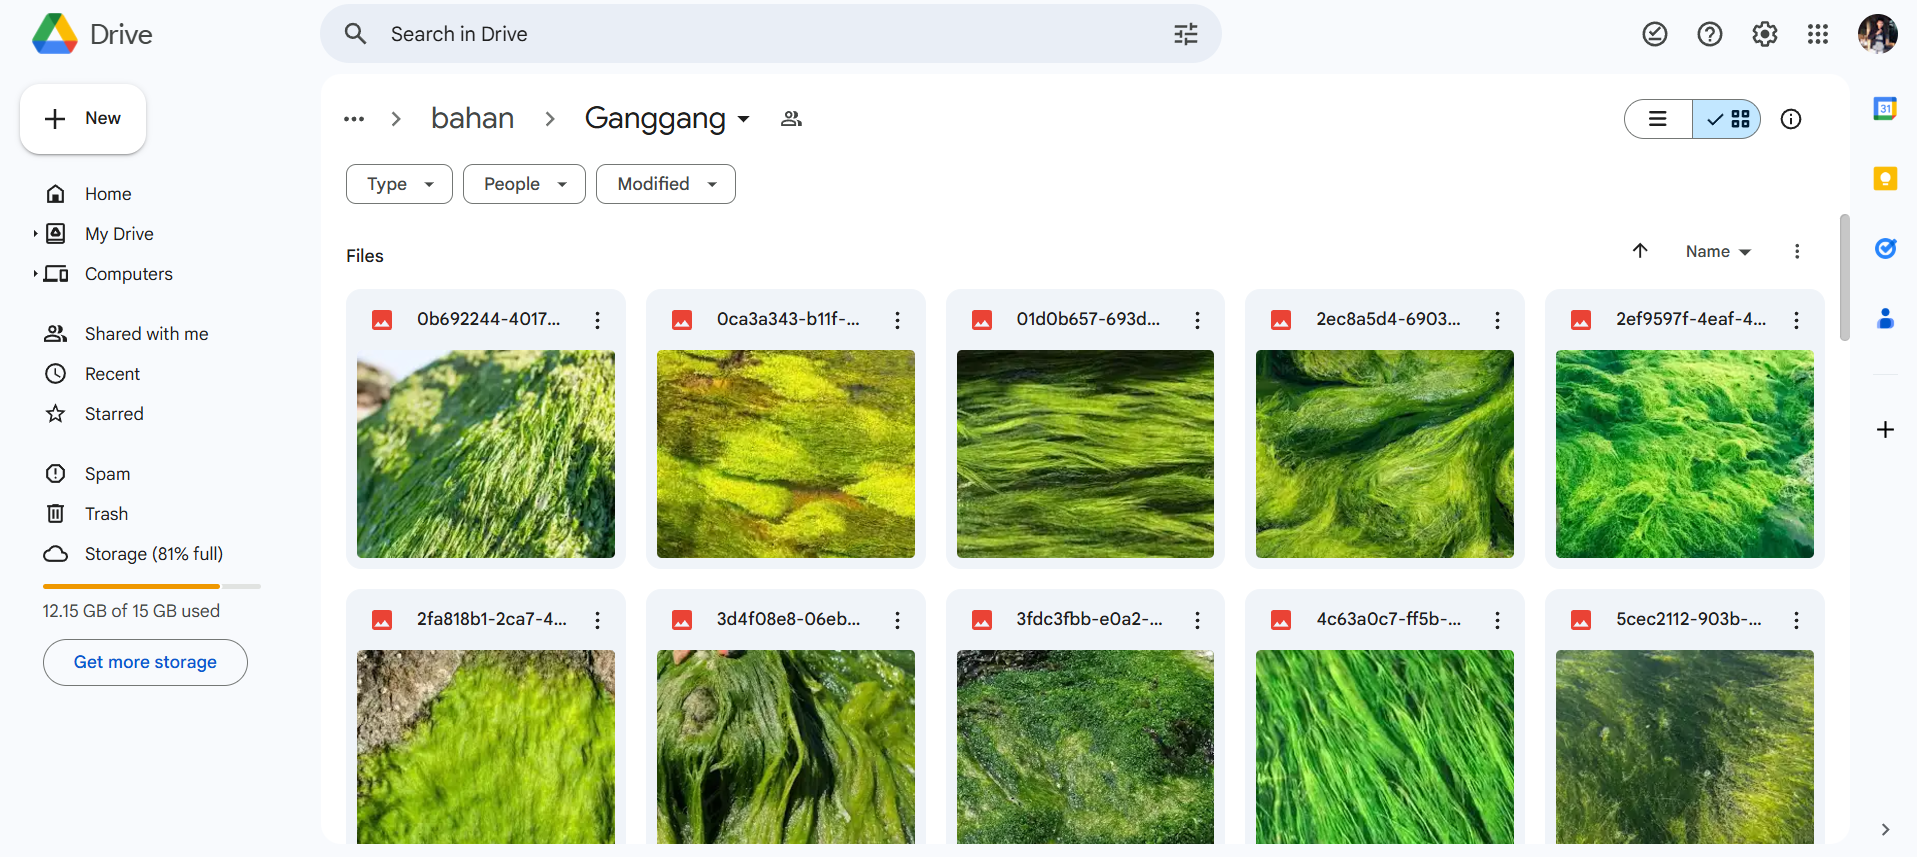 Drive
Search in Drive
New
bahan
Ganggang
Type
People
Modified
Home
My Drive
Computers
Shared with me
Recent
Starred
Spam
Trash
Storage (81% full)
12.15 GB of 15 GB used
Get more storage
Files
Name
0b692244-4017...
0ca3a343-b11f-...
01d0b657-693d...
2ec8a5d4-6903...
2ef9597f-4eaf-4...
2fa818b1-2ca7-4...
3d4f08e8-06eb...
3fdc3fbb-e0a2-...
4c63a0c7-ff5b-...
5cec2112-903b-...
31